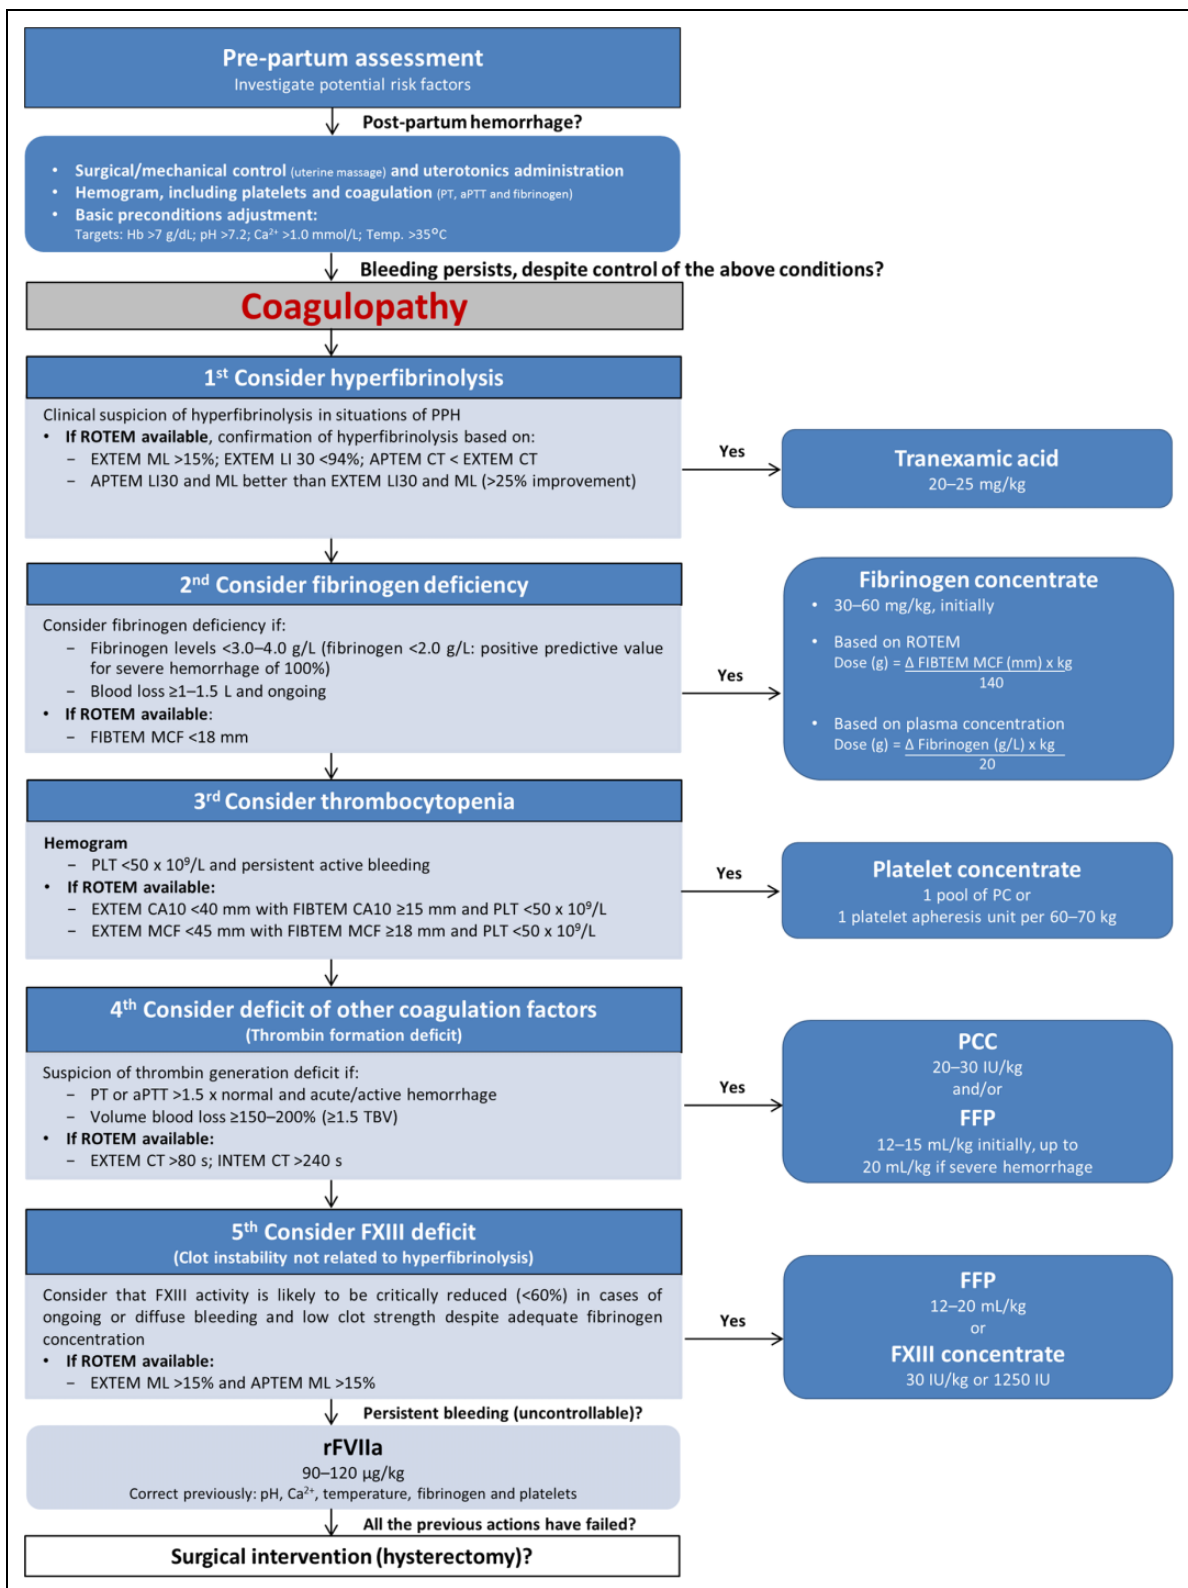 Pre-partum assessment
Investigate potential risk factors
Post-partum hemorrhage?
• Surgical/mechanical control (uterine massage) and uterotonics administration
• Hemogram, including platelets and coagulation (PT, aPTT and fibrinogen)
• Basic preconditions adjustment:
Targets: Hb >7 g/dL; pH >7.2; Ca²⁺ >1.0 mmol/L; Temp. >35°C
Bleeding persists, despite control of the above conditions?
Coagulopathy
1st Consider hyperfibrinolysis
Clinical suspicion of hyperfibrinolysis in situations of PPH
• If ROTEM available, confirmation of hyperfibrinolysis based on:
– EXTEM ML >15%; EXTEM LI 30 <94%; APTEM CT < EXTEM CT
– APTEM LI30 and ML better than EXTEM LI30 and ML (>25% improvement)
Yes
Tranexamic acid
20–25 mg/kg
2nd Consider fibrinogen deficiency
Consider fibrinogen deficiency if:
– Fibrinogen levels <3.0–4.0 g/L (fibrinogen <2.0 g/L: positive predictive value
for severe hemorrhage of 100%)
– Blood loss ≥1–1.5 L and ongoing
• If ROTEM available:
– FIBTEM MCF <18 mm
Yes
Fibrinogen concentrate
• 30–60 mg/kg, initially
• Based on ROTEM
Dose (g) = Δ FIBTEM MCF (mm) x kg
140
• Based on plasma concentration
Dose (g) = Δ Fibrinogen (g/L) x kg
20
3rd Consider thrombocytopenia
Hemogram
– PLT <50 x 10⁹/L and persistent active bleeding
• If ROTEM available:
– EXTEM CA10 <40 mm with FIBTEM CA10 ≥15 mm and PLT <50 x 10⁹/L
– EXTEM MCF <45 mm with FIBTEM MCF ≥18 mm and PLT <50 x 10⁹/L
Yes
Platelet concentrate
1 pool of PC or
1 platelet apheresis unit per 60–70 kg
4th Consider deficit of other coagulation factors
(Thrombin formation deficit)
Suspicion of thrombin generation deficit if:
– PT or aPTT >1.5 x normal and acute/active hemorrhage
– Volume blood loss ≥150–200% (≥1.5 TBV)
• If ROTEM available:
– EXTEM CT >80 s; INTEM CT >240 s
Yes
PCC
20–30 IU/kg
and/or
FFP
12–15 mL/kg initially, up to
20 mL/kg if severe hemorrhage
5th Consider FXIII deficit
(Clot instability not related to hyperfibrinolysis)
Consider that FXIII activity is likely to be critically reduced (<60%) in cases of
ongoing or diffuse bleeding and low clot strength despite adequate fibrinogen
concentration
• If ROTEM available:
– EXTEM ML >15% and APTEM ML >15%
Yes
FFP
12–20 mL/kg
or
FXIII concentrate
30 IU/kg or 1250 IU
Persistent bleeding (uncontrollable)?
rFVIIa
90–120 µg/kg
Correct previously: pH, Ca²⁺, temperature, fibrinogen and platelets
All the previous actions have failed?
Surgical intervention (hysterectomy)?